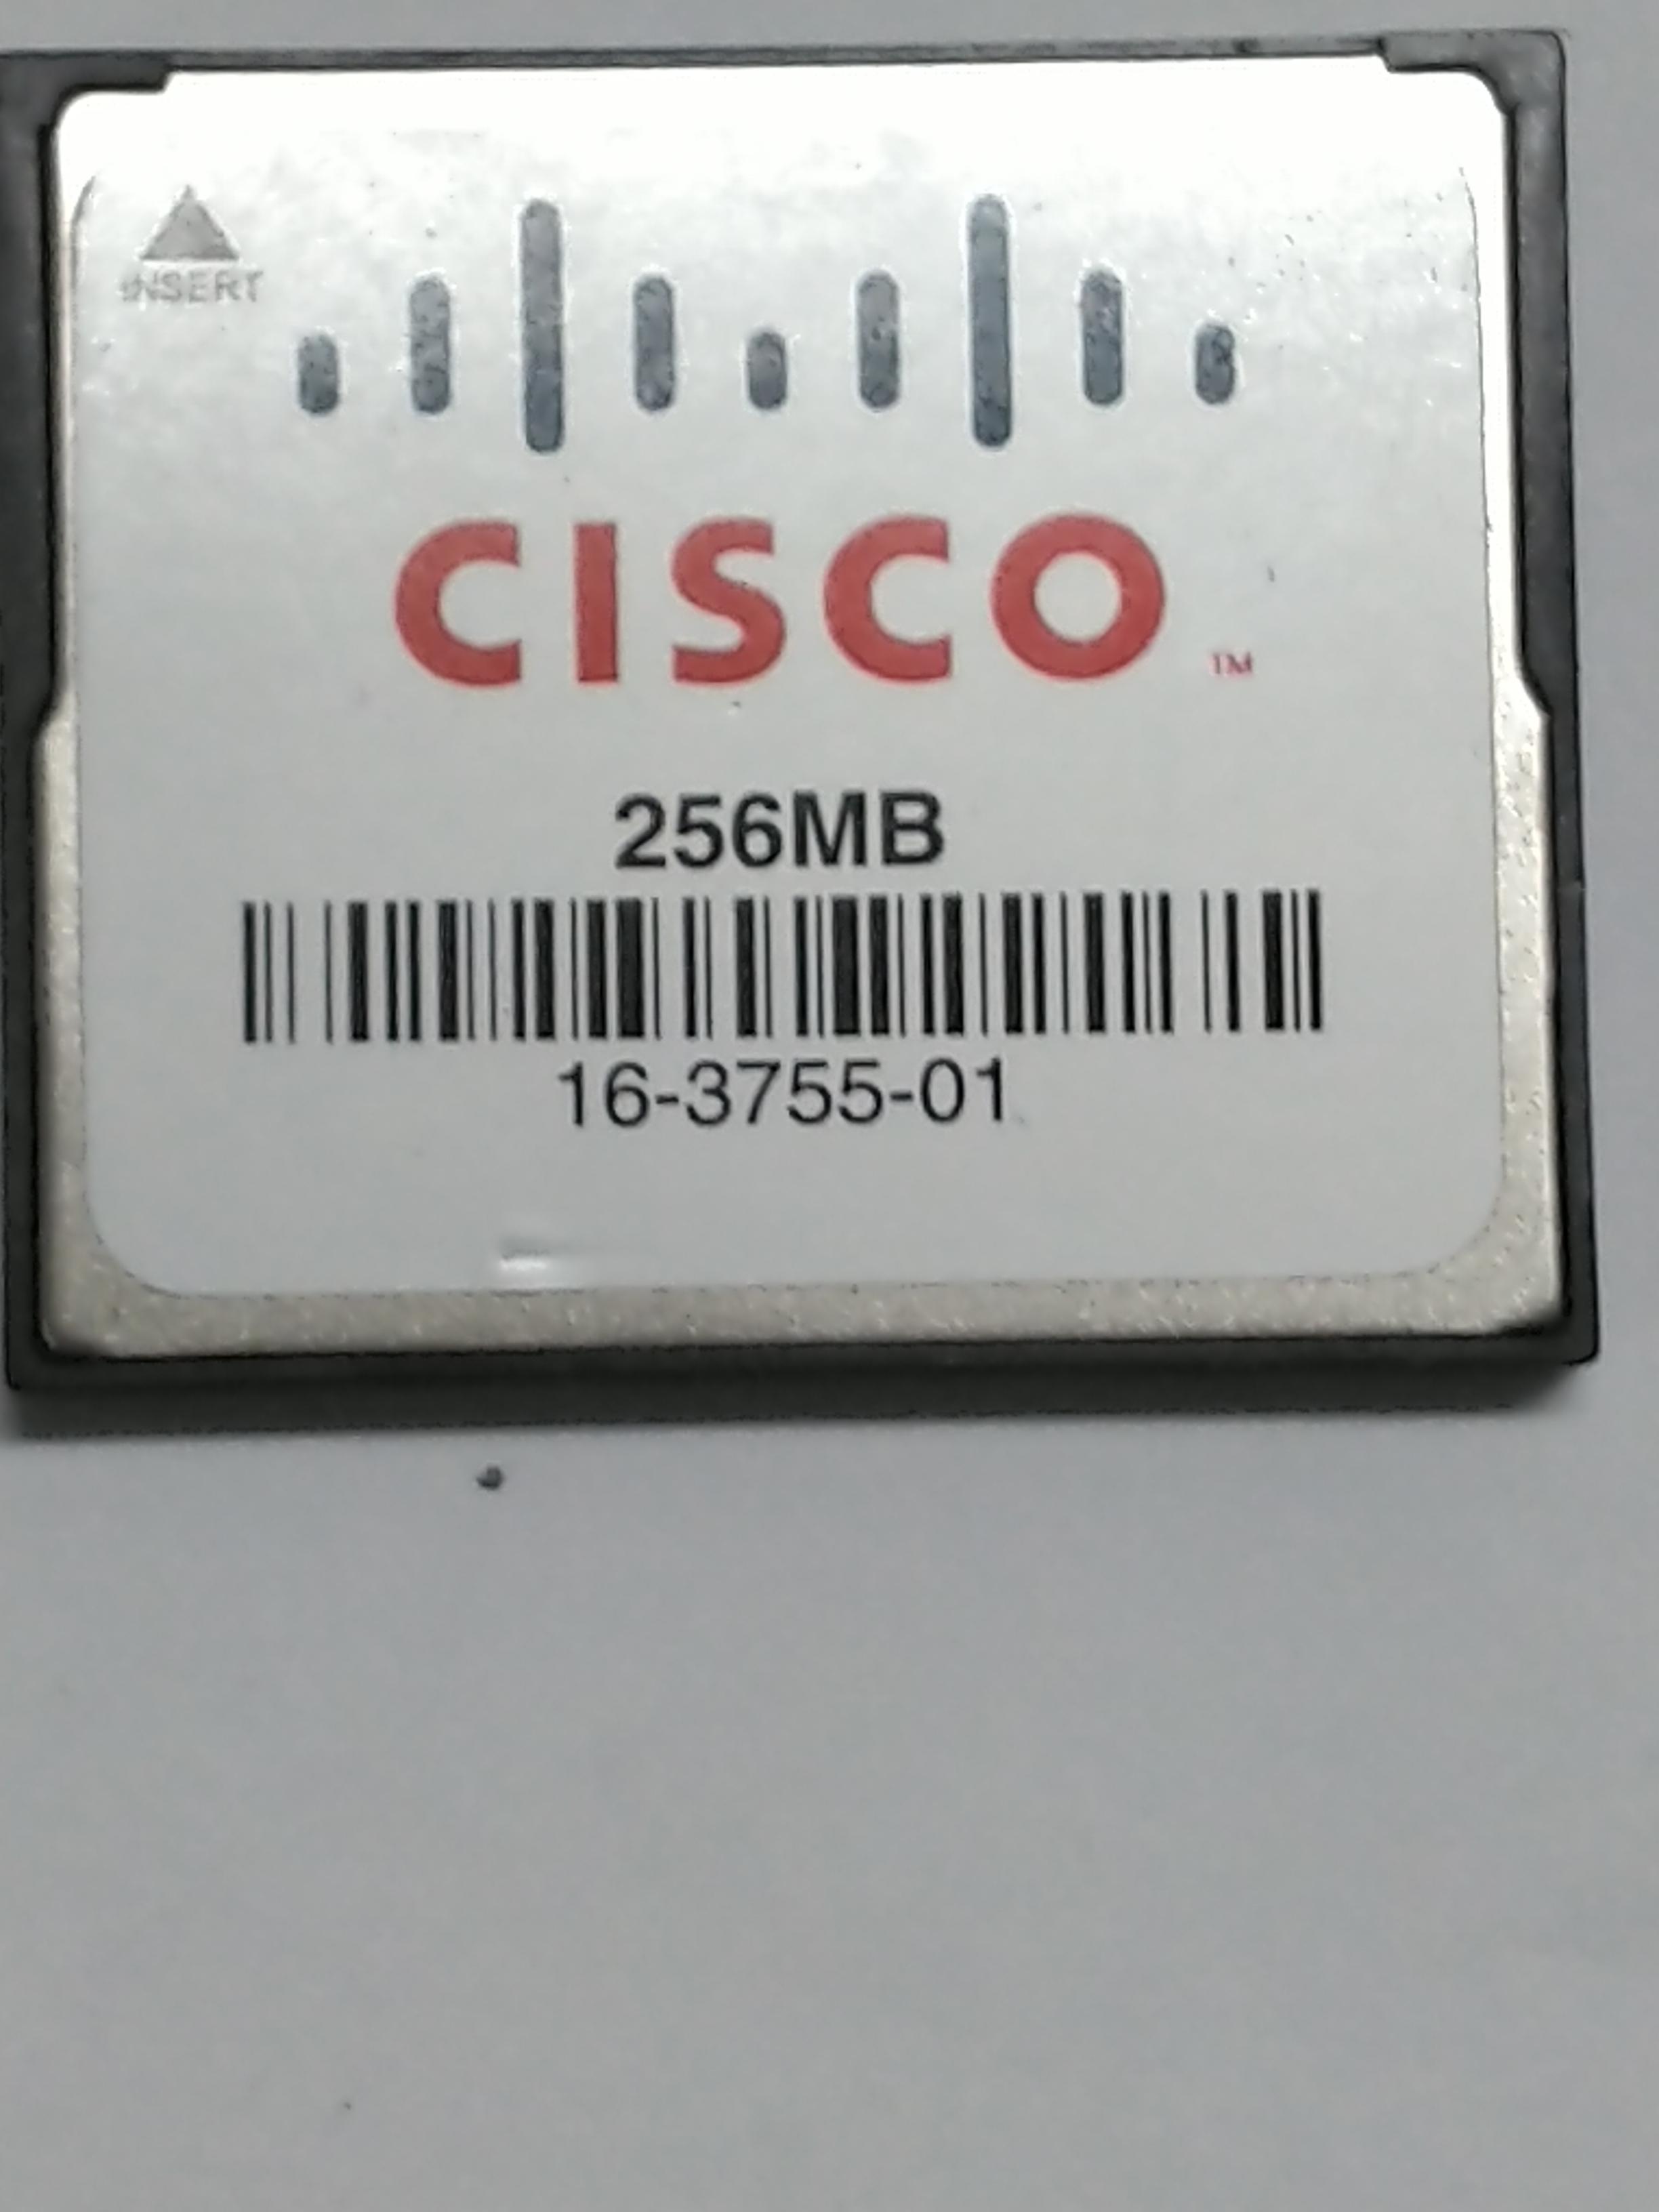 INSERT
CISCO ™
256MB
16-3755-01